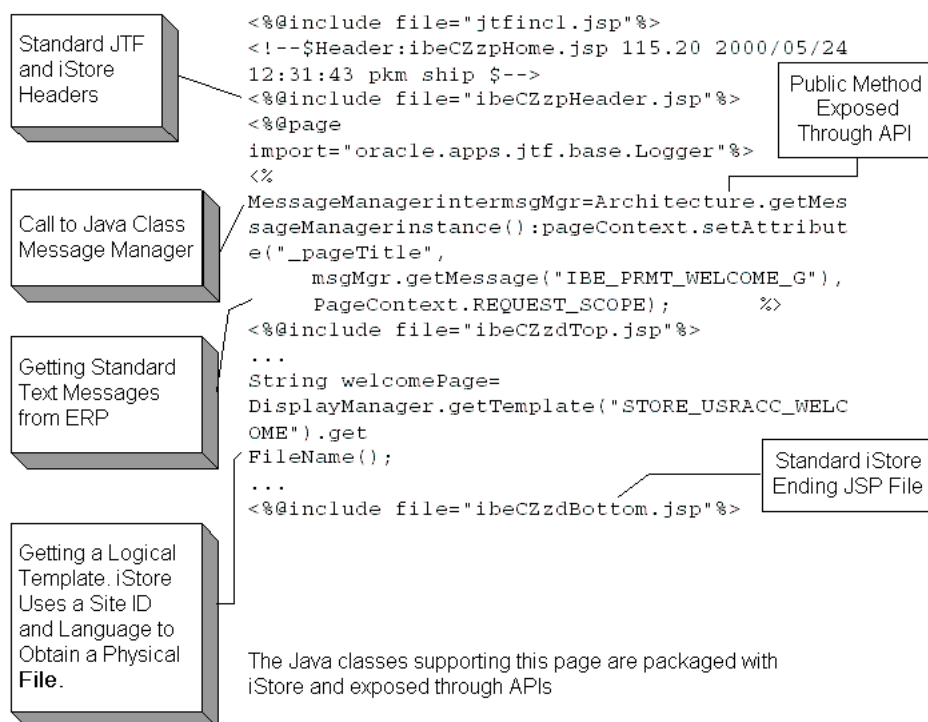 Standard JTF
and iStore
Headers
Call to Java Class
Message Manager
Getting Standard
Text Messages
from ERP
Getting a Logical
Template. iStore
Uses a Site ID
and Language to
Obtain a Physical
File.
<%@include file="jtfincl.jsp"%>
<!--$Header:ibeCZzpHome.jsp 115.20 2000/05/24
12:31:43 pkm ship $-->
<%@include file="ibeCZzpHeader.jsp"%>
<%@page
import="oracle.apps.jtf.base.Logger"%>
<%
MessageManagerintermsgMgr=Architecture.getMes
sageManagerinstance():pageContext.setAttribut
e("_pageTitle",
msgMgr.getMessage("IBE_PRMT_WELCOME_G"),
PageContext.REQUEST_SCOPE); %>
<%@include file="ibeCZzdTop.jsp"%>
...
String welcomePage=
DisplayManager.getTemplate("STORE_USRACC_WELC
OME").get
FileName();
...
<%@include file="ibeCZzdBottom.jsp"%>
Public Method
Exposed
Through API
Standard iStore
Ending JSP File
The Java classes supporting this page are packaged with
iStore and exposed through APIs